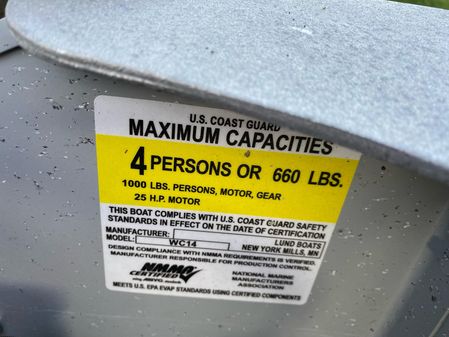 U.S. COAST GUARD
MAXIMUM CAPACITIES
4 PERSONS OR 660 LBS.
1000 LBS. PERSONS, MOTOR, GEAR
25 H.P. MOTOR
THIS BOAT COMPLIES WITH U.S. COAST GUARD SAFETY
STANDARDS IN EFFECT ON THE DATE OF CERTIFICATION
MANUFACTURER: LUND BOATS
MODEL: WC14 NEW YORK MILLS, MN
DESIGN COMPLIANCE WITH NMMA REQUIREMENTS IS VERIFIED.
MANUFACTURER RESPONSIBLE FOR PRODUCTION CONTROL.
NMMA
CERTIFIED
using ABYC standards
NATIONAL MARINE
MANUFACTURERS
ASSOCIATION
MEETS U.S. EPA EVAP STANDARDS USING CERTIFIED COMPONENTS